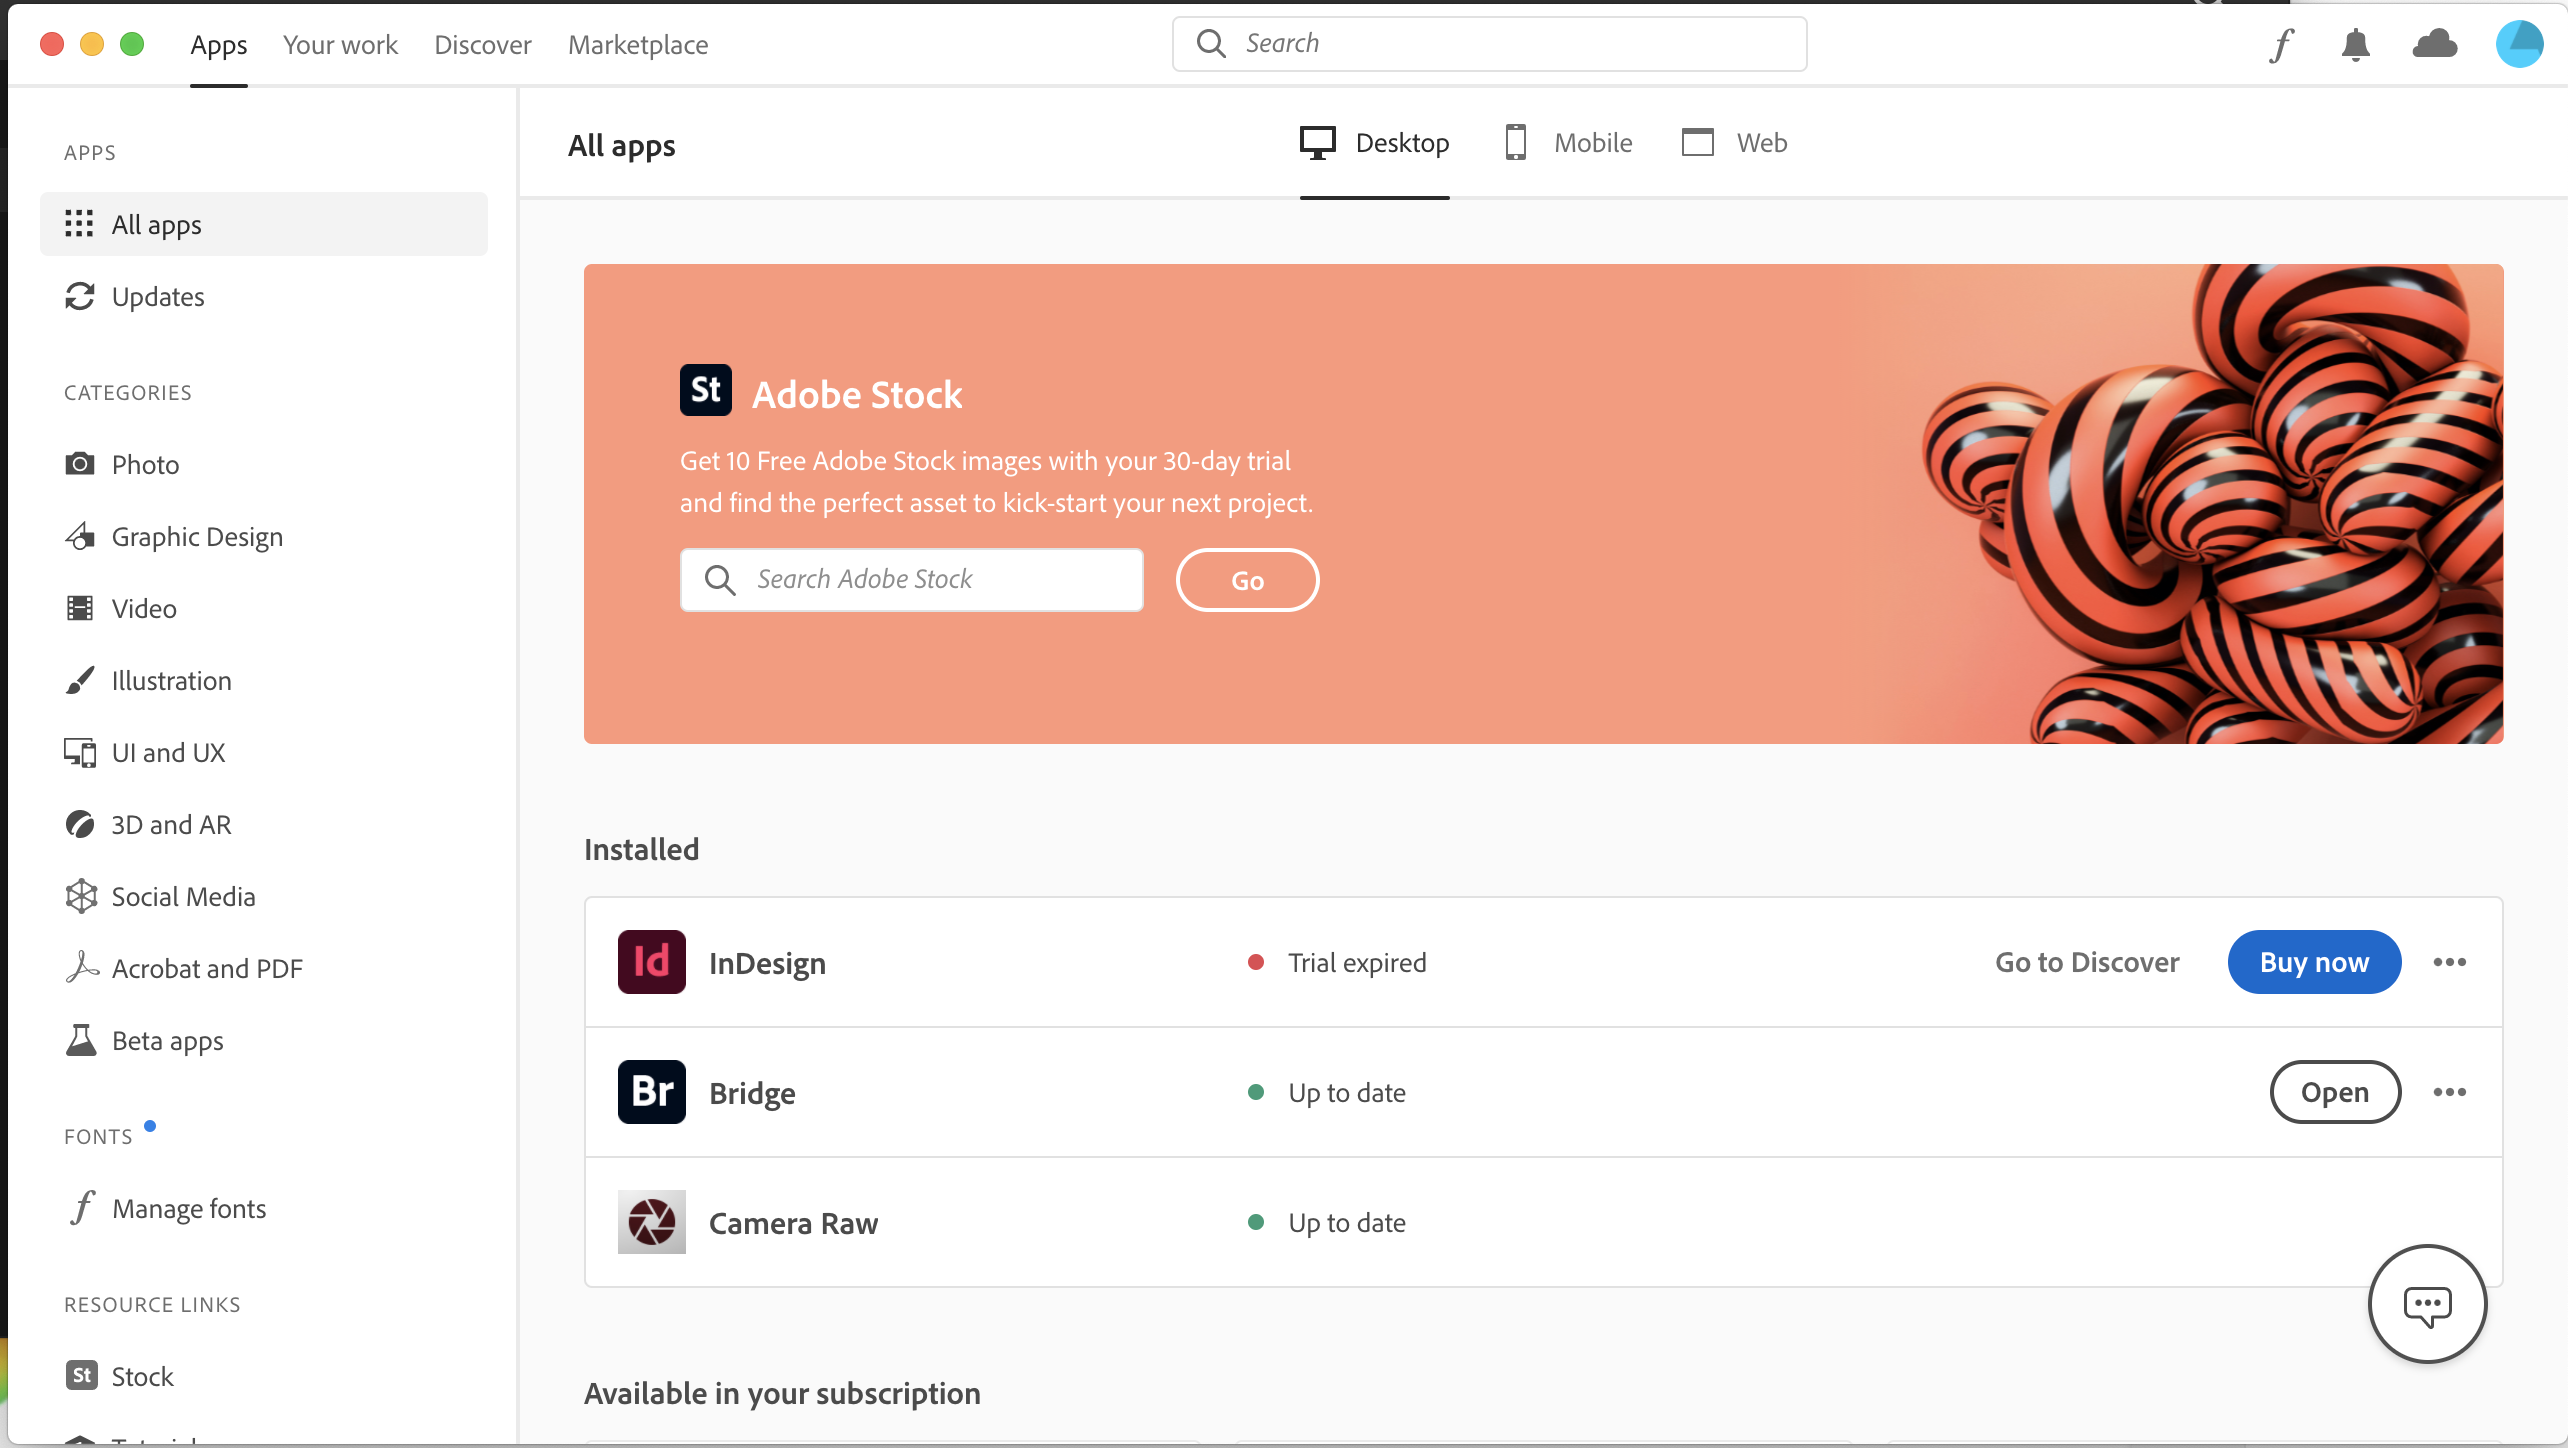 Apps
Your work
Discover
Marketplace
Search
f
APPS
All apps
Updates
CATEGORIES
Photo
Graphic Design
Video
Illustration
UI and UX
3D and AR
Social Media
Acrobat and PDF
Beta apps
FONTS
f Manage fonts
RESOURCE LINKS
St Stock
All apps
Desktop
Mobile
Web
St Adobe Stock
Get 10 Free Adobe Stock images with your 30-day trial
and find the perfect asset to kick-start your next project.
Search Adobe Stock
Go
Installed
Id InDesign
Trial expired
Go to Discover
Buy now
Br Bridge
Up to date
Open
Camera Raw
Up to date
Available in your subscription